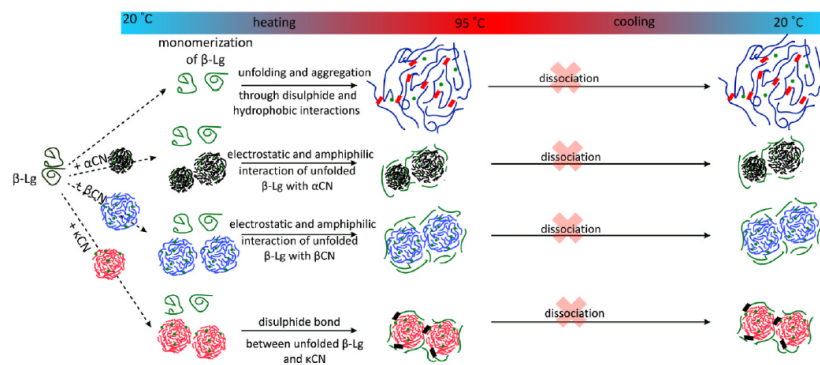 20 °C
heating
95 °C
cooling
20 °C
monomerization
of β-Lg
unfolding and aggregation
through disulphide and
hydrophobic interactions
dissociation
β-Lg
+ αCN
electrostatic and amphiphilic
interaction of unfolded
β-Lg with αCN
dissociation
+ βCN
electrostatic and amphiphilic
interaction of unfolded
β-Lg with βCN
dissociation
+ κCN
disulphide bond
between unfolded β-Lg
and κCN
dissociation